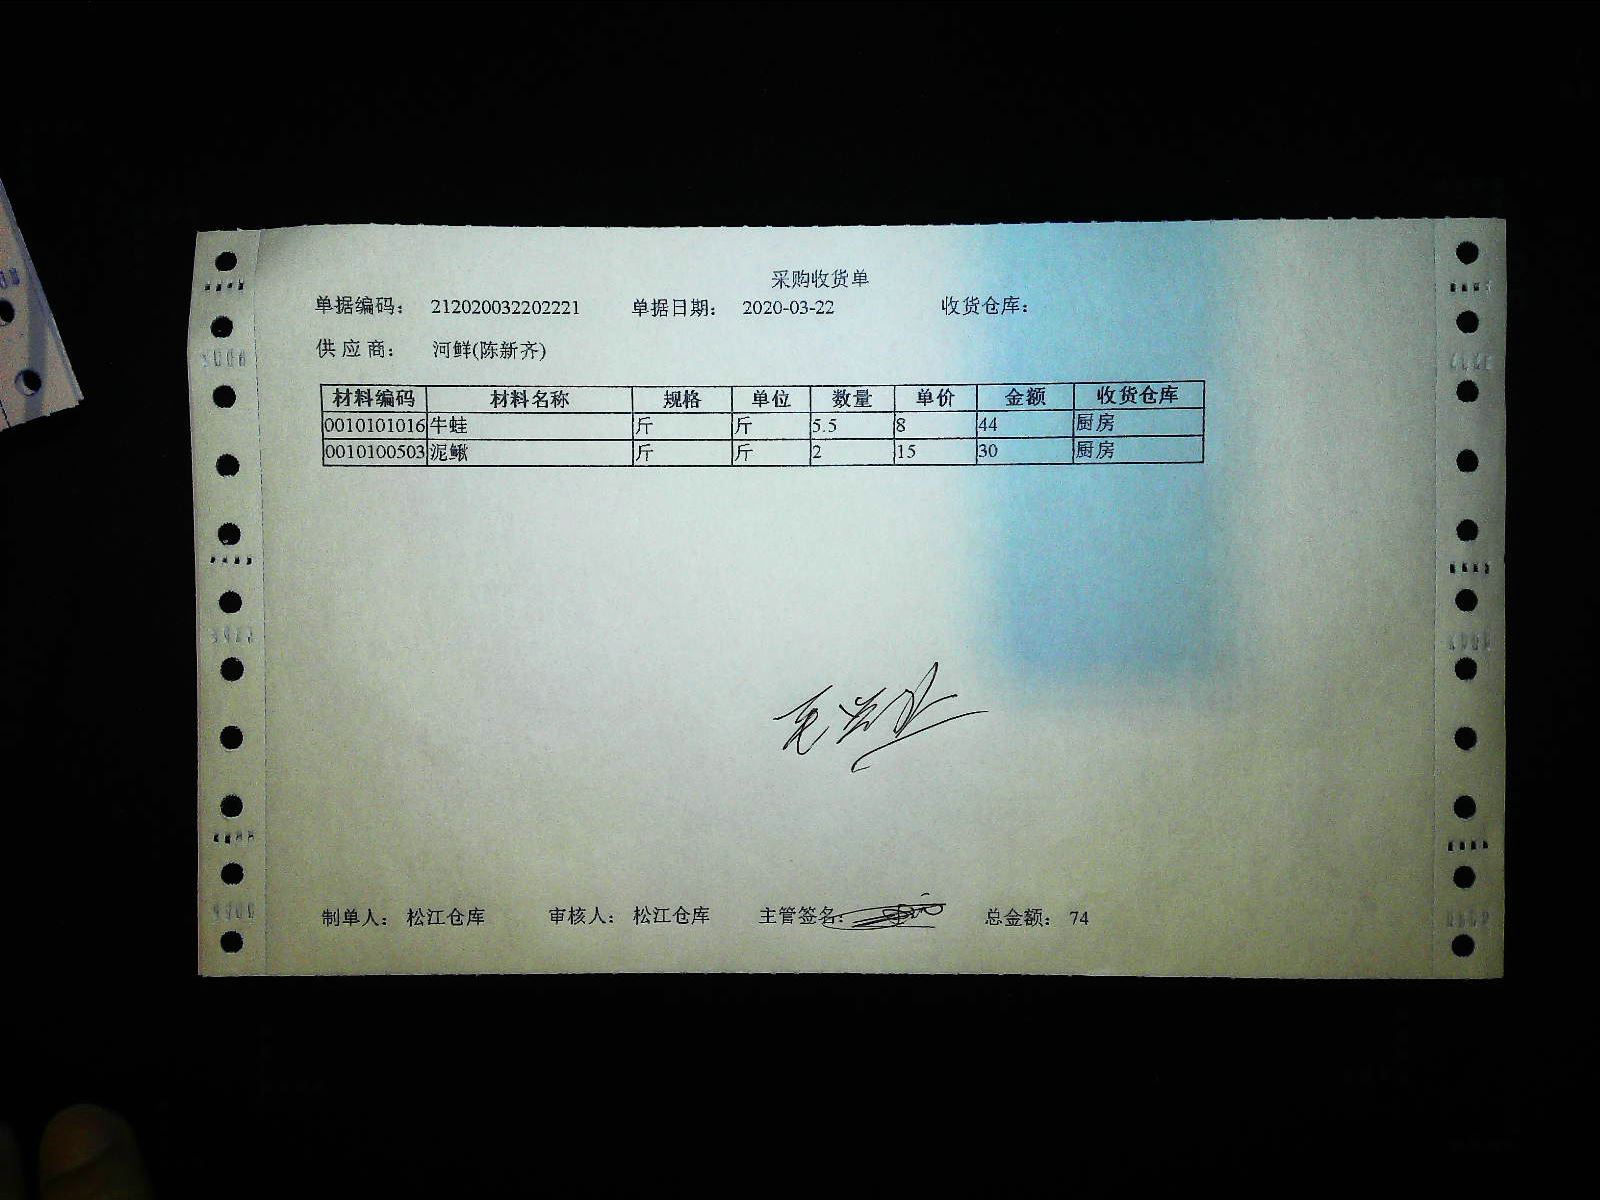 采购收货单
单据编码： 212020032202221 单据日期： 2020-03-22 收货仓库：
供 应 商： 河鲜(陈新齐)
材料编码 材料名称 规格 单位 数量 单价 金额 收货仓库
0010101016 牛蛙 斤 斤 5.5 8 44 厨房
0010100503 泥鳅 斤 斤 2 15 30 厨房
制单人： 松江仓库 审核人： 松江仓库 主管签名： 总金额： 74